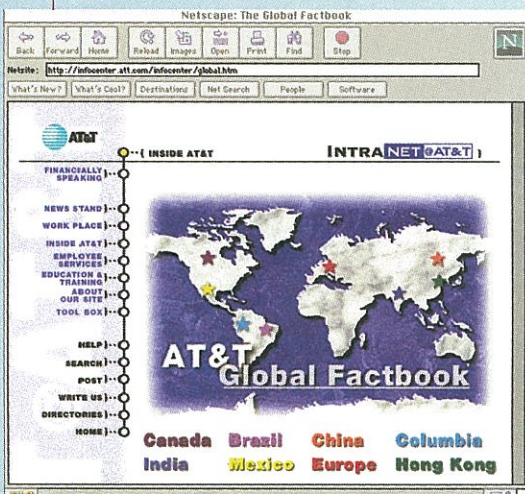 Netscape: The Global Factbook
Back Forward Home Reload Images Open Print Find Stop
N
Netsite: http://infocenter.att.com/infocenter/global.htm
What's New? What's Cool? Destinations Net Search People Software
AT&T
{ INSIDE AT&T
INTRANET@AT&T }
FINANCIALLY
SPEAKING }
NEWS STAND }
WORK PLACE }
INSIDE AT&T }
EMPLOYEE
SERVICES }
EDUCATION &
TRAINING }
ABOUT
OUR SITE }
TOOL BOX }
HELP }
SEARCH }
POST }
WRITE US }
DIRECTORIES }
HOME }
AT&T
Global Factbook
Canada Brazil China Columbia
India Mexico Europe Hong Kong